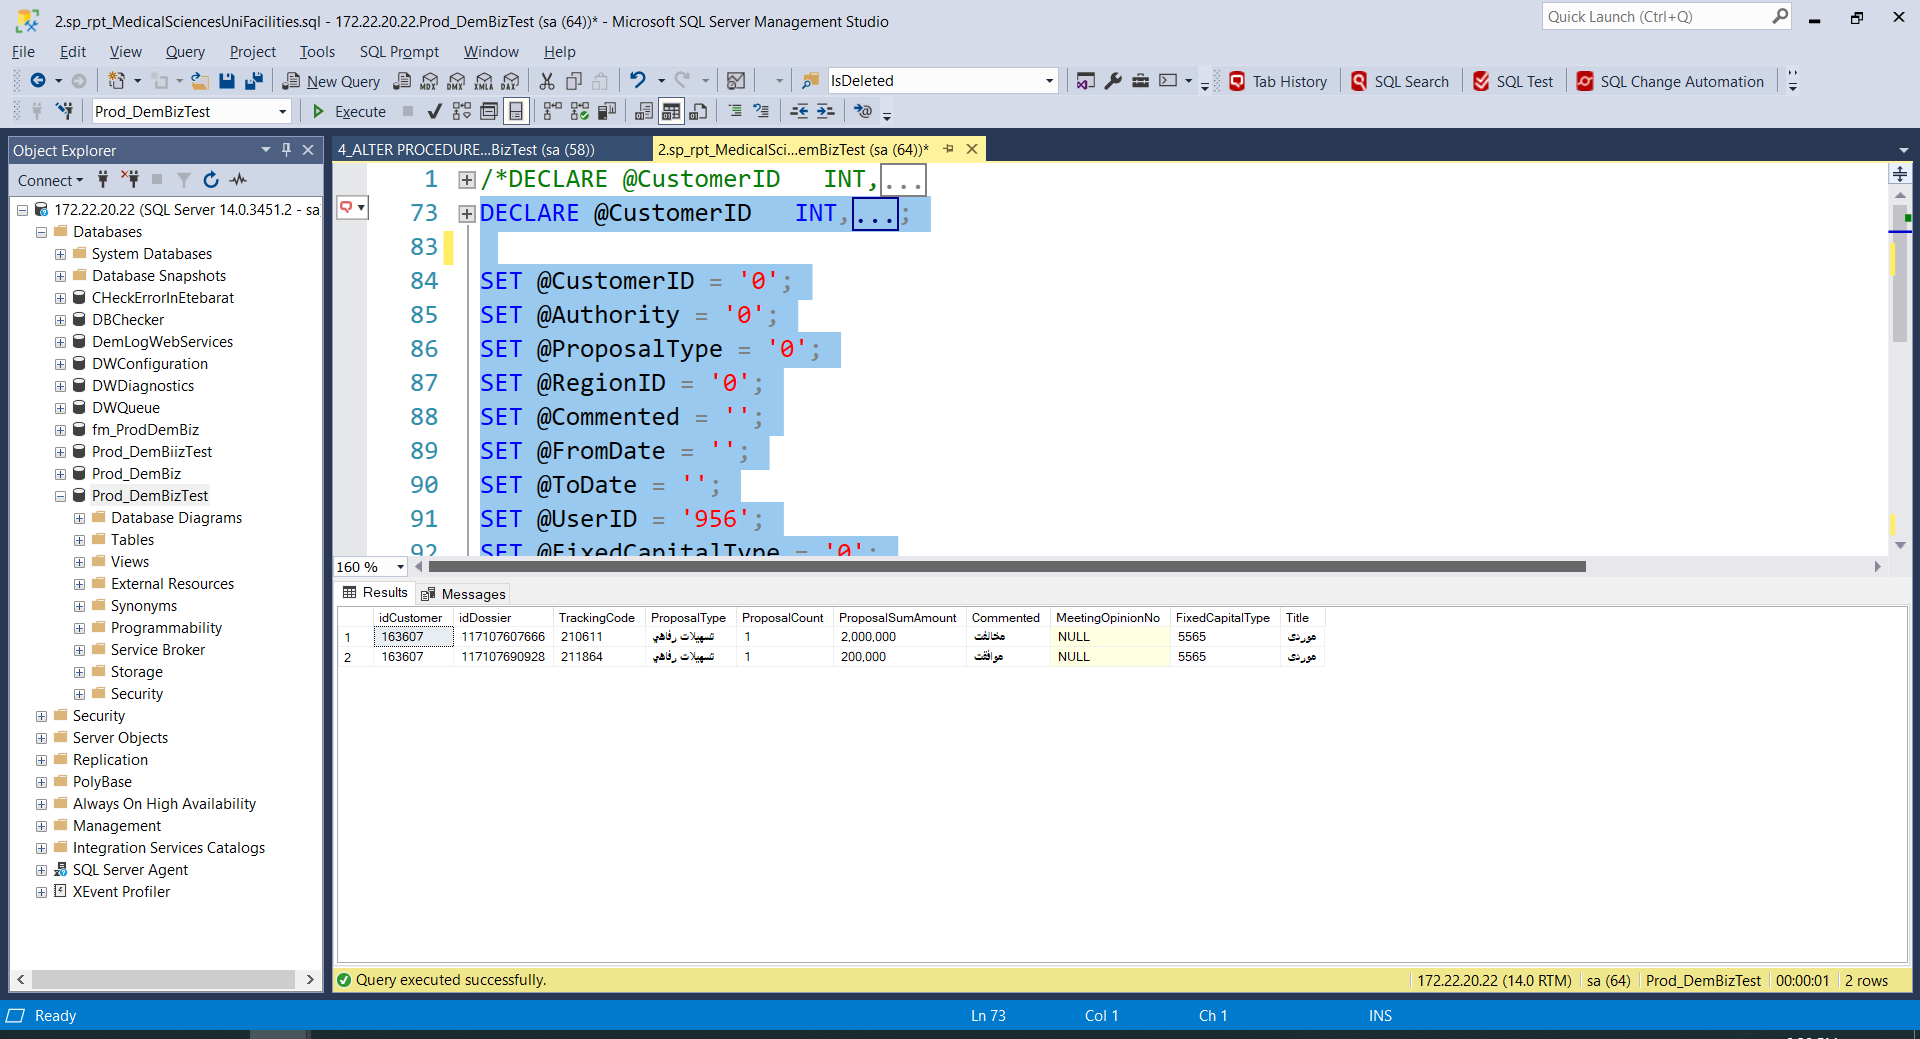 2.sp_rpt_MedicalSciencesUniFacilities.sql - 172.22.20.22.Prod_DemBizTest (sa (64))* - Microsoft SQL Server Management Studio
Quick Launch (Ctrl+Q)
File Edit View Query Project Tools SQL Prompt Window Help
New Query MDX DMX XMLA DAX IsDeleted Tab History SQL Search SQL Test SQL Change Automation
Prod_DemBizTest Execute
Object Explorer
Connect
172.22.20.22 (SQL Server 14.0.3451.2 - sa
Databases
System Databases
Database Snapshots
CHeckErrorInEtebarat
DBChecker
DemLogWebServices
DWConfiguration
DWDiagnostics
DWQueue
fm_ProdDemBiz
Prod_DemBiizTest
Prod_DemBiz
Prod_DemBizTest
Database Diagrams
Tables
Views
External Resources
Synonyms
Programmability
Service Broker
Storage
Security
Security
Server Objects
Replication
PolyBase
Always On High Availability
Management
Integration Services Catalogs
SQL Server Agent
XEvent Profiler
4_ALTER PROCEDURE...BizTest (sa (58))
2.sp_rpt_MedicalSci...emBizTest (sa (64))*
1 /*DECLARE @CustomerID INT,...
73 DECLARE @CustomerID INT,...;
83
84 SET @CustomerID = '0';
85 SET @Authority = '0';
86 SET @ProposalType = '0';
87 SET @RegionID = '0';
88 SET @Commented = '';
89 SET @FromDate = '';
90 SET @ToDate = '';
91 SET @UserID = '956';
92 SET @FixedCapitalType = '0';
160 %
Results Messages
idCustomer idDossier TrackingCode ProposalType ProposalCount ProposalSumAmount Commented MeetingOpinionNo FixedCapitalType Title
1 163607 117107607666 210611 تسهیلات رفاهي 1 2,000,000 مخالفت NULL 5565 موردی
2 163607 117107690928 211864 تسهیلات رفاهي 1 200,000 موافقت NULL 5565 موردی
Query executed successfully.
172.22.20.22 (14.0 RTM) sa (64) Prod_DemBizTest 00:00:01 2 rows
Ready Ln 73 Col 1 Ch 1 INS